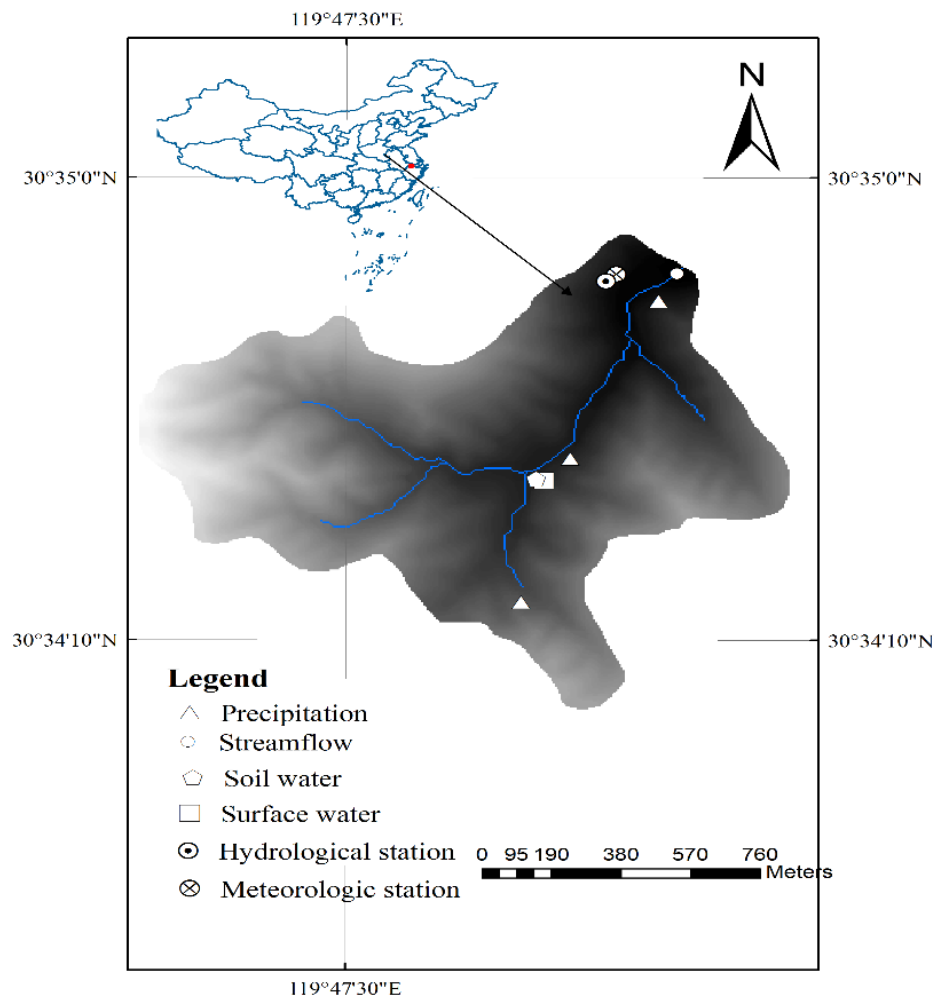 119°47'30"E
N
30°35'0"N
30°35'0"N
30°34'10"N
30°34'10"N
Legend
Precipitation
Streamflow
Soil water
Surface water
Hydrological station
Meteorologic station
0 95 190 380 570 760
Meters
119°47'30"E